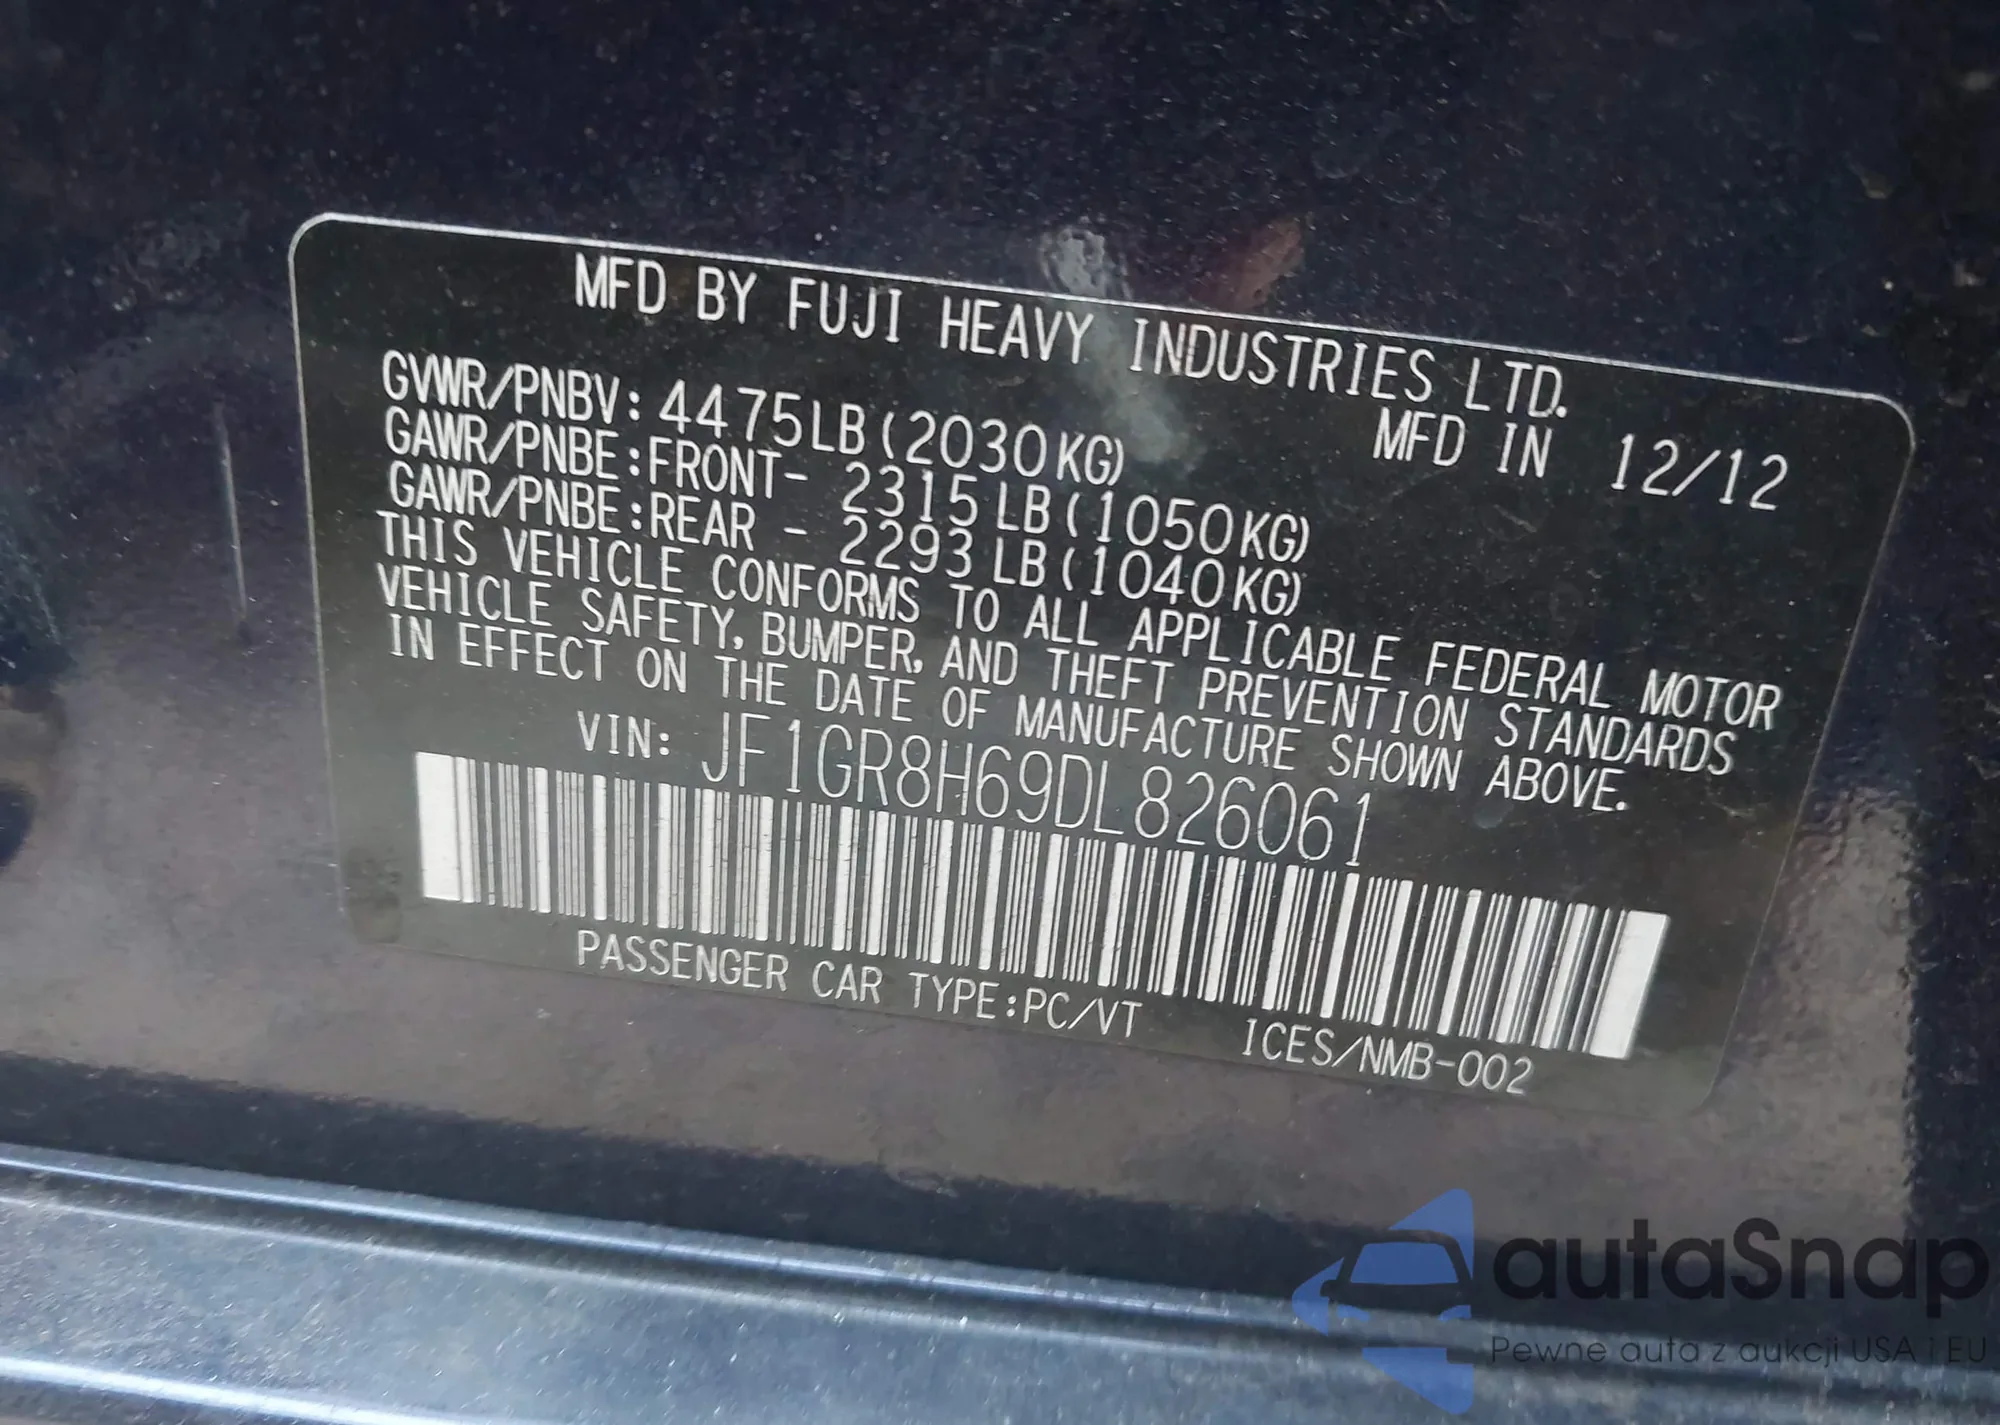 MFD BY FUJI HEAVY INDUSTRIES LTD.
GVWR/PNBV: 4475LB(2030KG) MFD IN 12/12
GAWR/PNBE:FRONT- 2315LB(1050KG)
GAWR/PNBE:REAR - 2293LB(1040KG)
THIS VEHICLE CONFORMS TO ALL APPLICABLE FEDERAL MOTOR
VEHICLE SAFETY, BUMPER, AND THEFT PREVENTION STANDARDS
IN EFFECT ON THE DATE OF MANUFACTURE SHOWN ABOVE.
VIN: JF1GR8H69DL826061
PASSENGER CAR TYPE:PC/VT ICES/NMB-002
autaSnap
Pewne auta z aukcji USA i EU